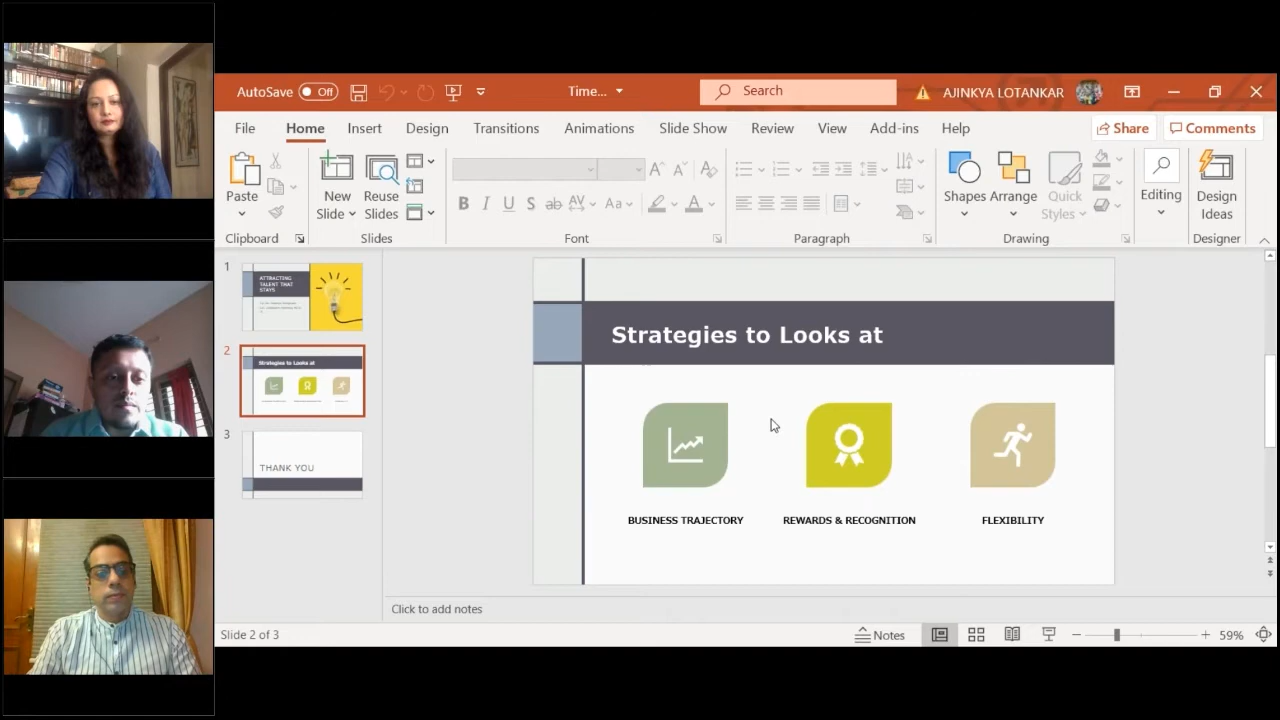 AutoSave Off Time... Search AJINKYA LOTANKAR
File Home Insert Design Transitions Animations Slide Show Review View Add-ins Help Share Comments
Paste
New Slide
Reuse Slides
B I U S ab AV Aa A
Shapes Arrange Quick Styles
Editing
Design Ideas
Clipboard Slides Font Paragraph Drawing Designer
1
ATTRACTING
TALENT THAT
STAYS
2
Strategies to Looks at
3
THANK YOU
Strategies to Looks at
BUSINESS TRAJECTORY REWARDS & RECOGNITION FLEXIBILITY
Click to add notes
Slide 2 of 3 Notes 59%